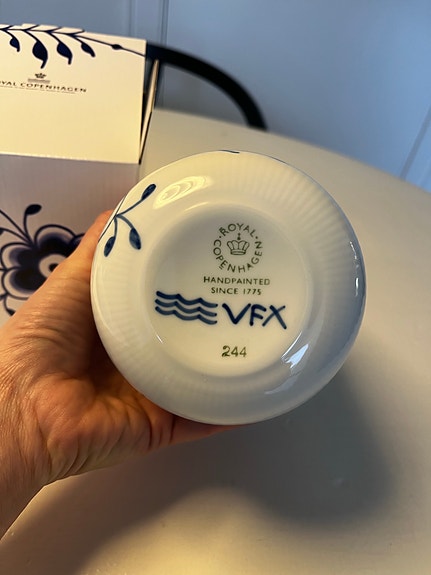 ROYAL COPENHAGEN
ROYAL
COPENHAGEN
HANDPAINTED
SINCE 1775
VFX
244